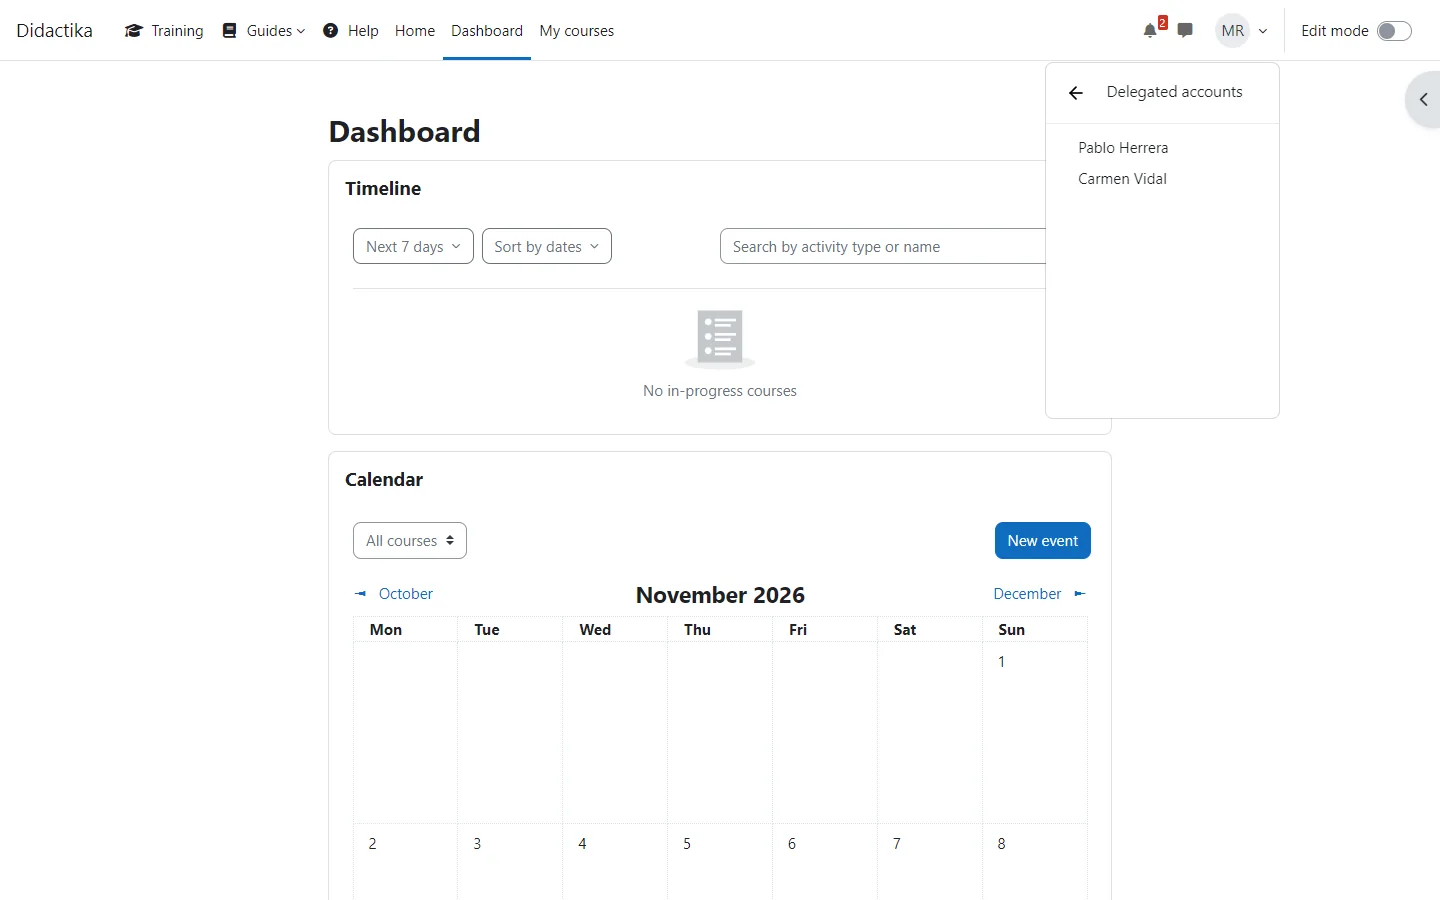 Didactika
Training
Guides
Help
Home
Dashboard
My courses
2
MR
Edit mode
Delegated accounts
Pablo Herrera
Carmen Vidal
Dashboard
Timeline
Next 7 days
Sort by dates
Search by activity type or name
No in-progress courses
Calendar
All courses
New event
October
November 2026
December
Mon Tue Wed Thu Fri Sat Sun
1
2 3 4 5 6 7 8